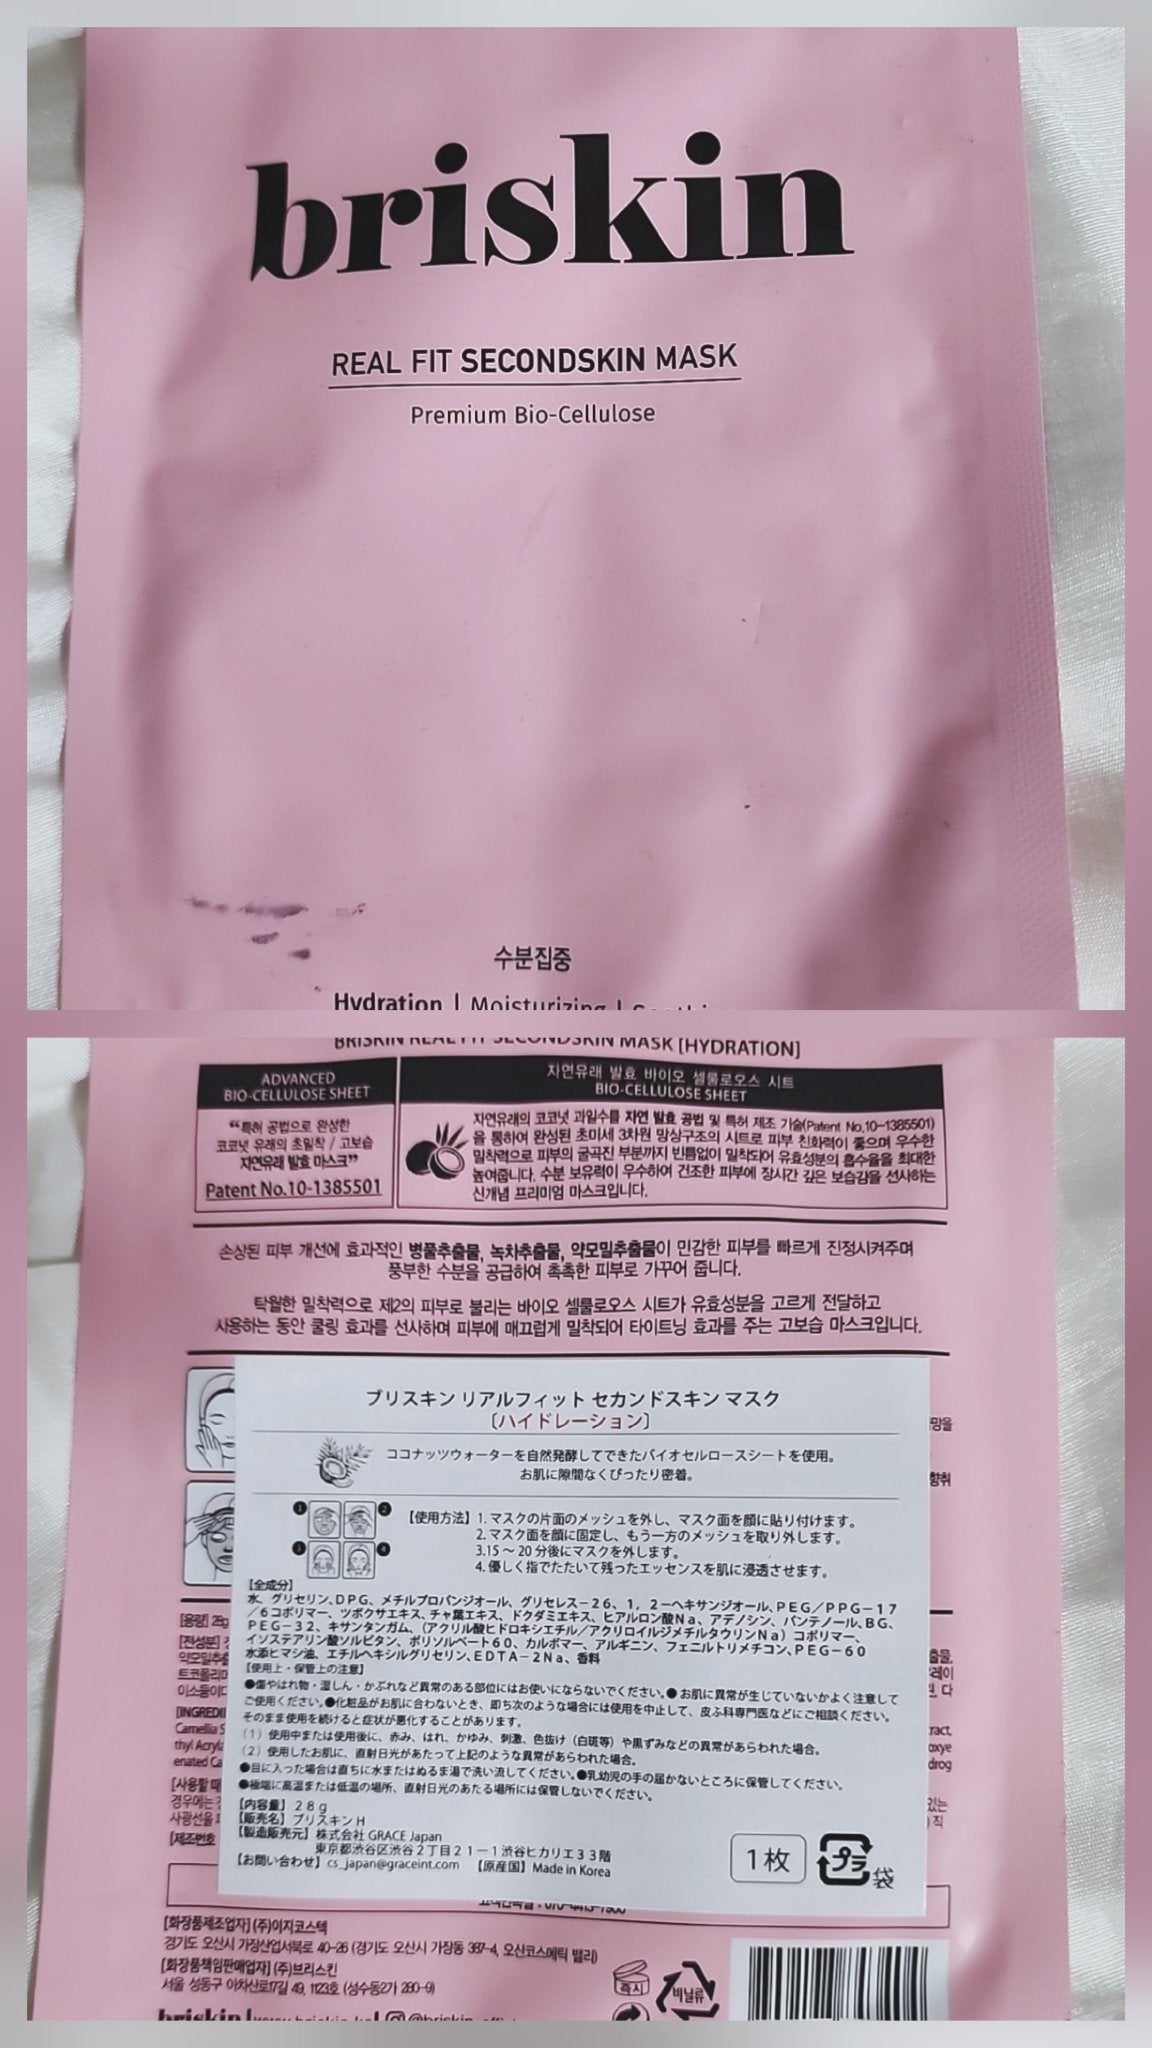 briskin
REAL FIT SECONDSKIN MASK
Premium Bio-Cellulose
수분집중
Hydration | Moisturizing |
BRISKIN REAL FIT SECONDSKIN MASK [HYDRATION]
ADVANCED
BIO-CELLULOSE SHEET
“특허 공법으로 완성한
코코넛 유래의 초밀착 / 고보습
자연유래 발효 마스크”
Patent No.10-1385501
자연유래 발효 바이오 셀룰로오스 시트
BIO-CELLULOSE SHEET
자연유래의 코코넛 과일수를 자연 발효 공법 및 특허 제조 기술(Patent No.10-1385501)
을 통하여 완성된 초미세 3차원 망상구조의 시트로 피부 친화력이 좋으며 우수한
밀착력으로 피부의 굴곡진 부분까지 빈틈없이 밀착되어 유효성분의 흡수율을 최대한
높여줍니다. 수분 보유력이 우수하여 건조한 피부에 장시간 깊은 보습감을 선사하는
신개념 프리미엄 마스크입니다.
손상된 피부 개선에 효과적인 병풀추출물, 녹차추출물, 약모밀추출물이 민감한 피부를 빠르게 진정시켜주며
풍부한 수분을 공급하여 촉촉한 피부로 가꾸어 줍니다.
탁월한 밀착력으로 제2의 피부로 불리는 바이오 셀룰로오스 시트가 유효성분을 고르게 전달하고
사용하는 동안 쿨링 효과를 선사하며 피부에 매끄럽게 밀착되어 타이트닝 효과를 주는 고보습 마스크입니다.
ブリスキン リアルフィット セカンドスキン マスク
〔ハイドレーション〕
ココナッツウォーターを自然発酵してできたバイオセルロースシートを使用。
お肌に隙間なくぴったり密着。
1 2
3 4
【使用方法】1. マスクの片面のメッシュを外し、マスク面を顔に貼り付けます。
2. マスク面を顔に固定し、もう一方のメッシュを取り外します。
3.15 ～ 20 分後にマスクを外します。
4. 優しく指でたたいて残ったエッセンスを肌に浸透させます。
【全成分】
水、グリセリン、DPG、メチルプロパンジオール、グリセレス－26、1，2－ヘキサンジオール、PEG／PPG－17
／6コポリマー、ツボクサエキス、チャ葉エキス、ドクダミエキス、ヒアルロン酸Na、アデノシン、パンテノール、BG、
PEG－32、キサンタンガム、（アクリル酸ヒドロキシエチル／アクリロイルジメチルタウリンNa）コポリマー、
イソステアリン酸ソルビタン、ポリソルベート60、カルボマー、アルギニン、フェニルトリメチコン、PEG－60
水添ヒマシ油、エチルヘキシルグリセリン、EDTA－2Na、香料
【使用上・保管上の注意】
●傷やはれ物・湿しん・かぶれなど異常のある部位にはお使いにならないでください。● お肌に異常が生じていないかよく注意して
ご使用ください。●化粧品がお肌に合わないとき、即ち次のような場合には使用を中止して、皮ふ科専門医などにご相談ください。
そのまま使用を続けると症状が悪化することがあります。
（1）使用中または使用後に、赤み、はれ、かゆみ、刺激、色抜け（白斑等）や黒ずみなどの異常があらわれた場合。
（2）使用したお肌に、直射日光があたって上記のような異常があらわれた場合。
●目に入った場合は直ちに水またはぬるま湯で洗い流してください。●乳幼児の手の届かないところに保管してください。
●極端に高温または低温の場所、直射日光のあたる場所には保管しないでください。
【内容量】28g
【販売名】ブリスキンH
【製造販売元】株式会社 GRACE Japan
東京都渋谷区渋谷2丁目21－1渋谷ヒカリエ33階
【お問い合わせ】cs_japan@graceint.com 【原産国】Made in Korea
1枚
プラ
袋
[용량] 28g
[전성분]
[INGREDI
Camellia S
thyl Acryla
enated Ca
[사용할 때
경우에는
[제조번호
[화장품제조업자] (주)이지코스텍
경기도 오산시 가장산업서북로 40-26 (경기도 오산시 가장동 387-4, 오산코스메틱 밸리)
[화장품책임판매업자] (주)브리스킨
서울 성동구 아차산로17길 49, 1123호 (성수동2가 280-9)
즉시
비닐류
briskin